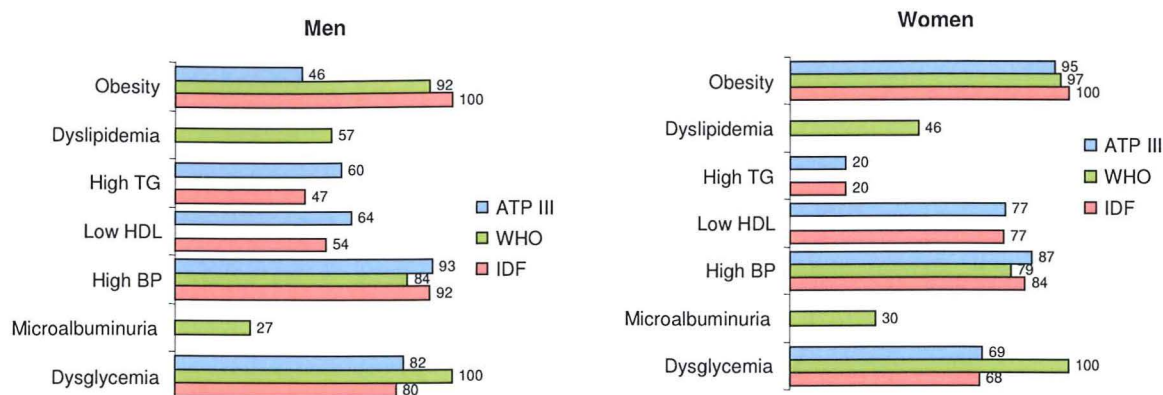 Men
Obesity
46
92
100
Dyslipidemia
57
High TG
60
47
Low HDL
64
54
High BP
93
84
92
Microalbuminuria
27
Dysglycemia
82
100
80
ATP III
WHO
IDF
Women
Obesity
95
97
100
Dyslipidemia
46
High TG
20
20
Low HDL
77
77
High BP
87
79
84
Microalbuminuria
30
Dysglycemia
69
100
68
ATP III
WHO
IDF